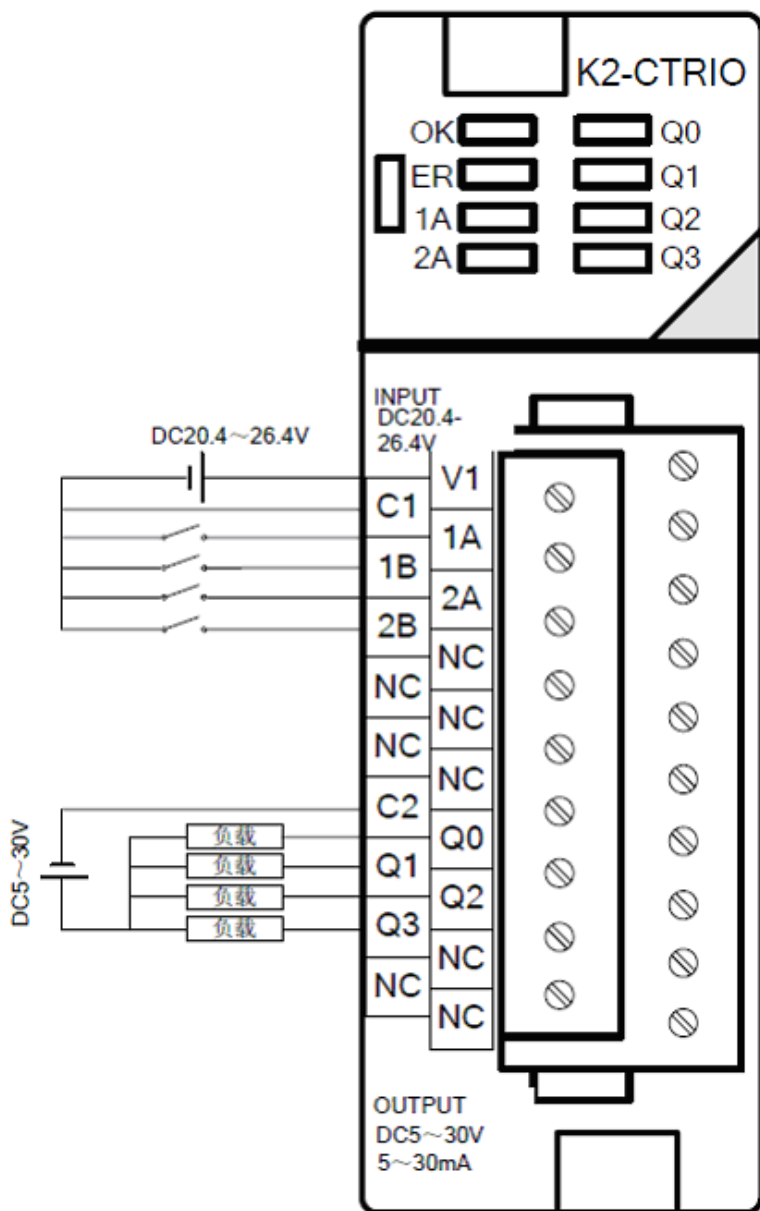 K2-CTRIO
OK
Q0
ER
Q1
1A
Q2
2A
Q3
INPUT
DC20.4-
26.4V
DC20.4～26.4V
V1
C1
1A
1B
2A
2B
NC
NC
NC
NC
NC
C2
Q0
Q1
Q2
Q3
NC
NC
NC
负载
负载
负载
负载
DC5～30V
OUTPUT
DC5～30V
5～30mA